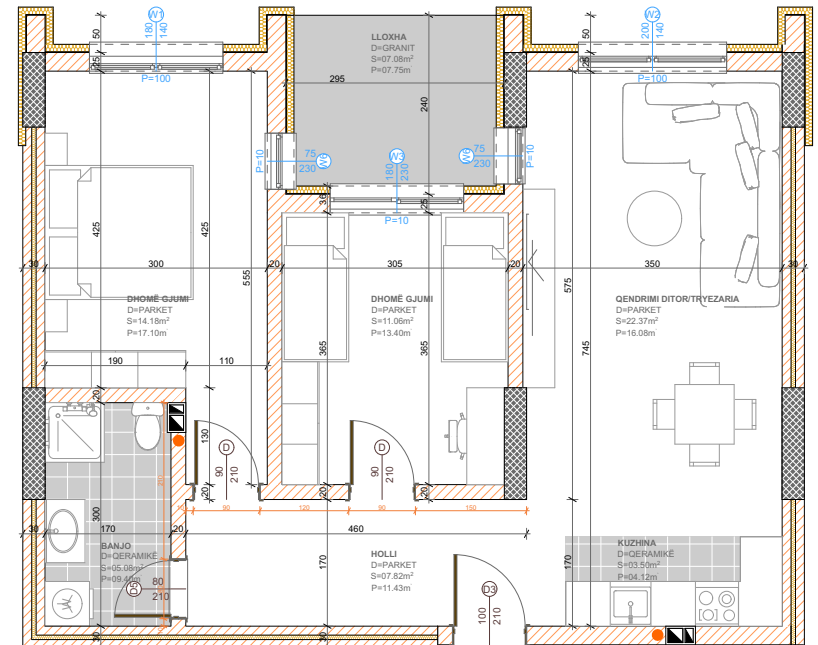 W1
180
140
P=100
W2
200
140
P=100
50
25
50
25
LLOXHA
D=GRANIT
S=07.08m²
P=07.75m
295
240
W6
75
230
P=10
W6
75
230
P=10
W3
180
230
P=10
36
25
425
425
555
30
300
20
305
20
350
30
575
745
DHOMË GJUMI
D=PARKET
S=14.18m²
P=17.10m
DHOMË GJUMI
D=PARKET
S=11.06m²
P=13.40m
QENDRIMI DITOR/TRYEZARIA
D=PARKET
S=22.37m²
P=16.08m
365
365
190
110
20
130
D
90
210
D
90
210
20
20
20
90
120
90
150
300
30
170
20
460
170
170
BANJO
D=QERAMIKË
S=05.08m²
P=09.40m
HOLLI
D=PARKET
S=07.82m²
P=11.43m
KUZHINA
D=QERAMIKË
S=03.50m²
P=04.12m
D5
80
210
D3
100
210
30
30